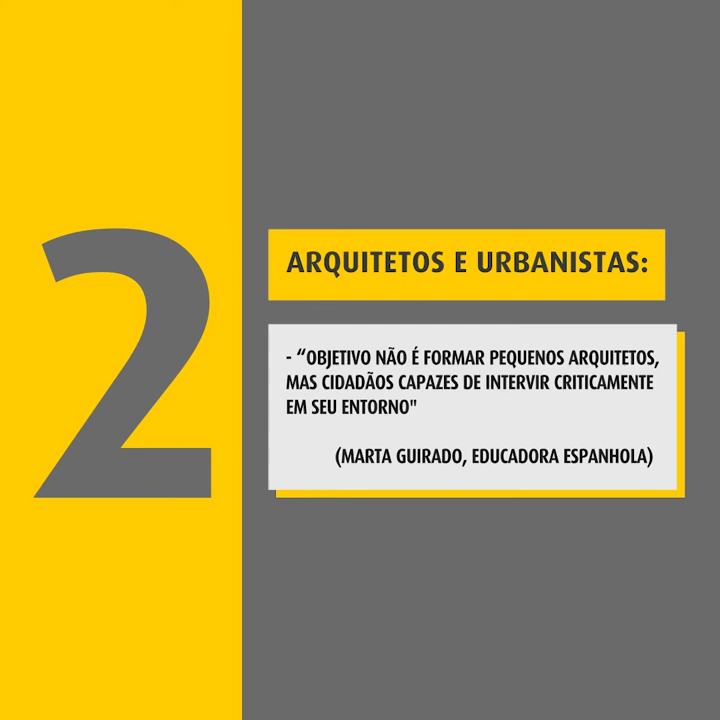 2
ARQUITETOS E URBANISTAS:
- “OBJETIVO NÃO É FORMAR PEQUENOS ARQUITETOS,
MAS CIDADÃOS CAPAZES DE INTERVIR CRITICAMENTE
EM SEU ENTORNO"
(MARTA GUIRADO, EDUCADORA ESPANHOLA)